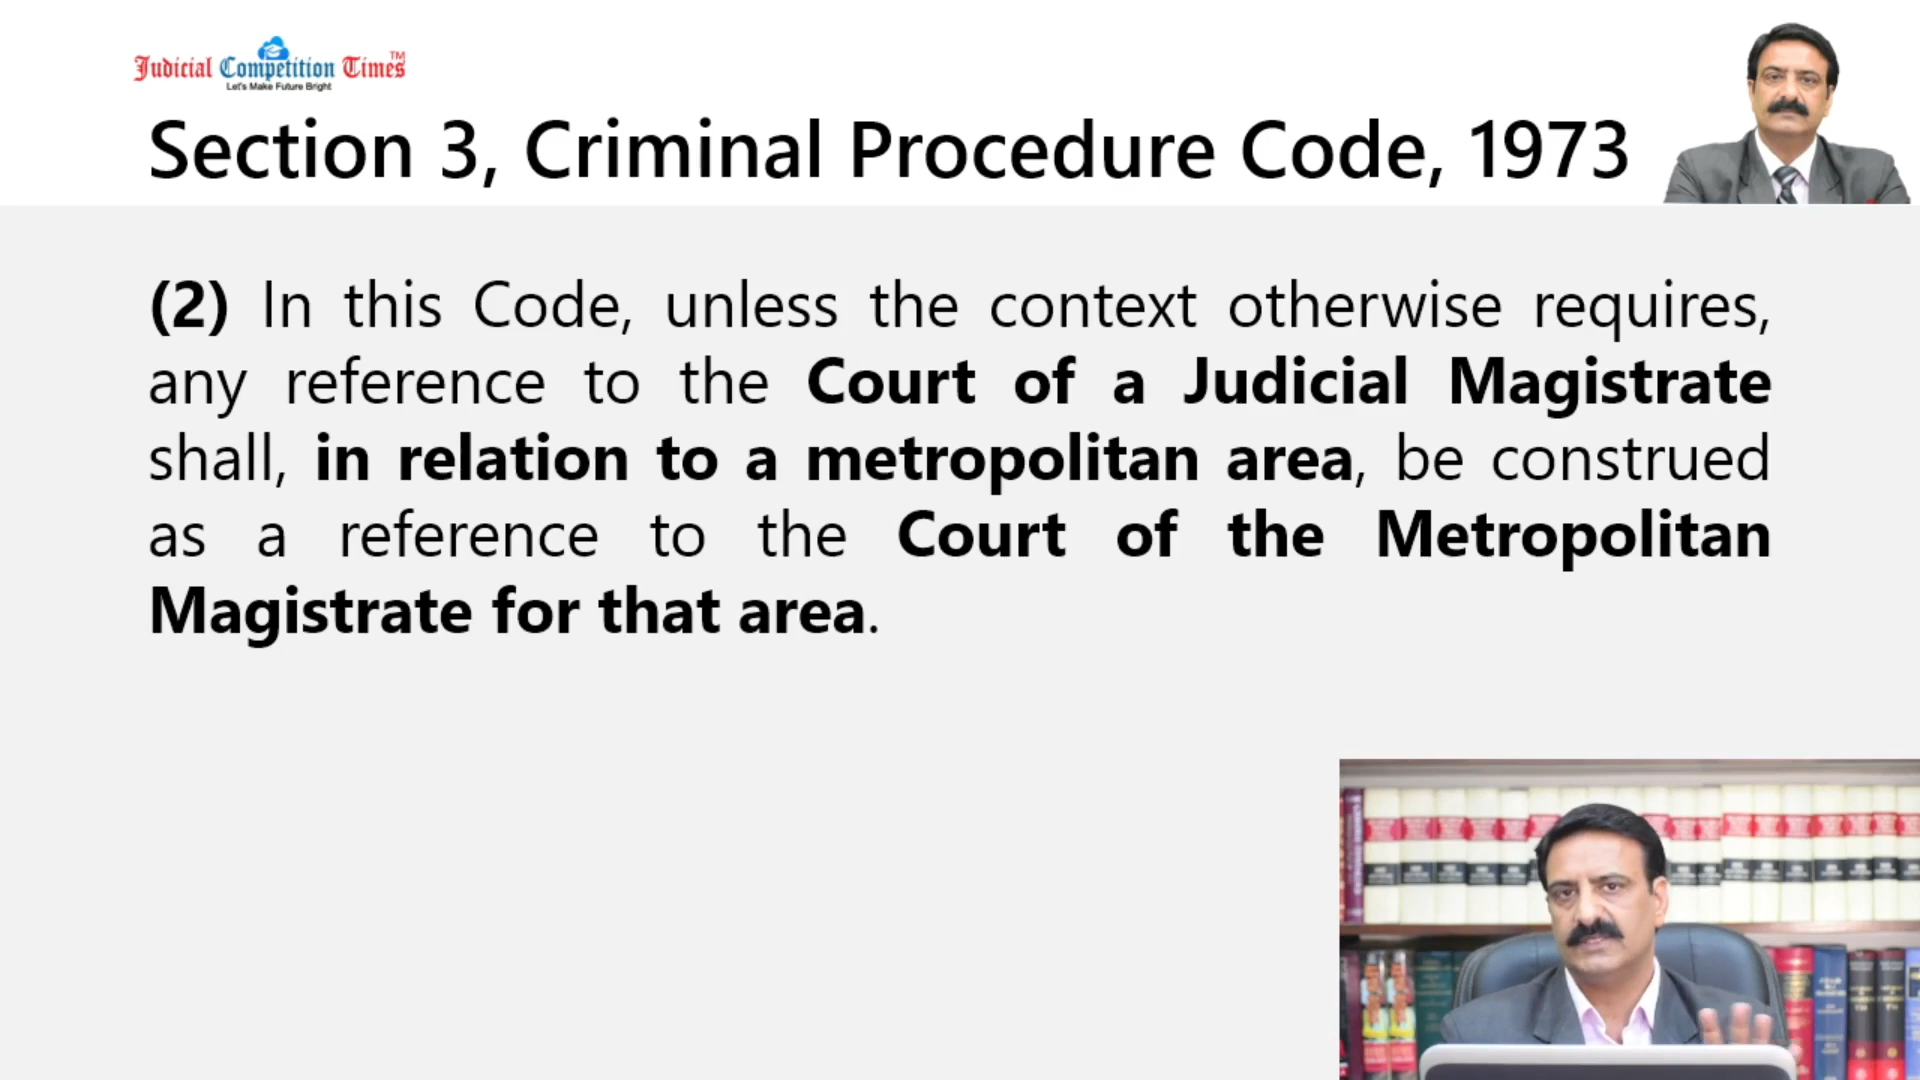 Judicial Competition Times TM
Let's Make Future Bright
Section 3, Criminal Procedure Code, 1973
(2) In this Code, unless the context otherwise requires,
any reference to the Court of a Judicial Magistrate
shall, in relation to a metropolitan area, be construed
as a reference to the Court of the Metropolitan
Magistrate for that area.